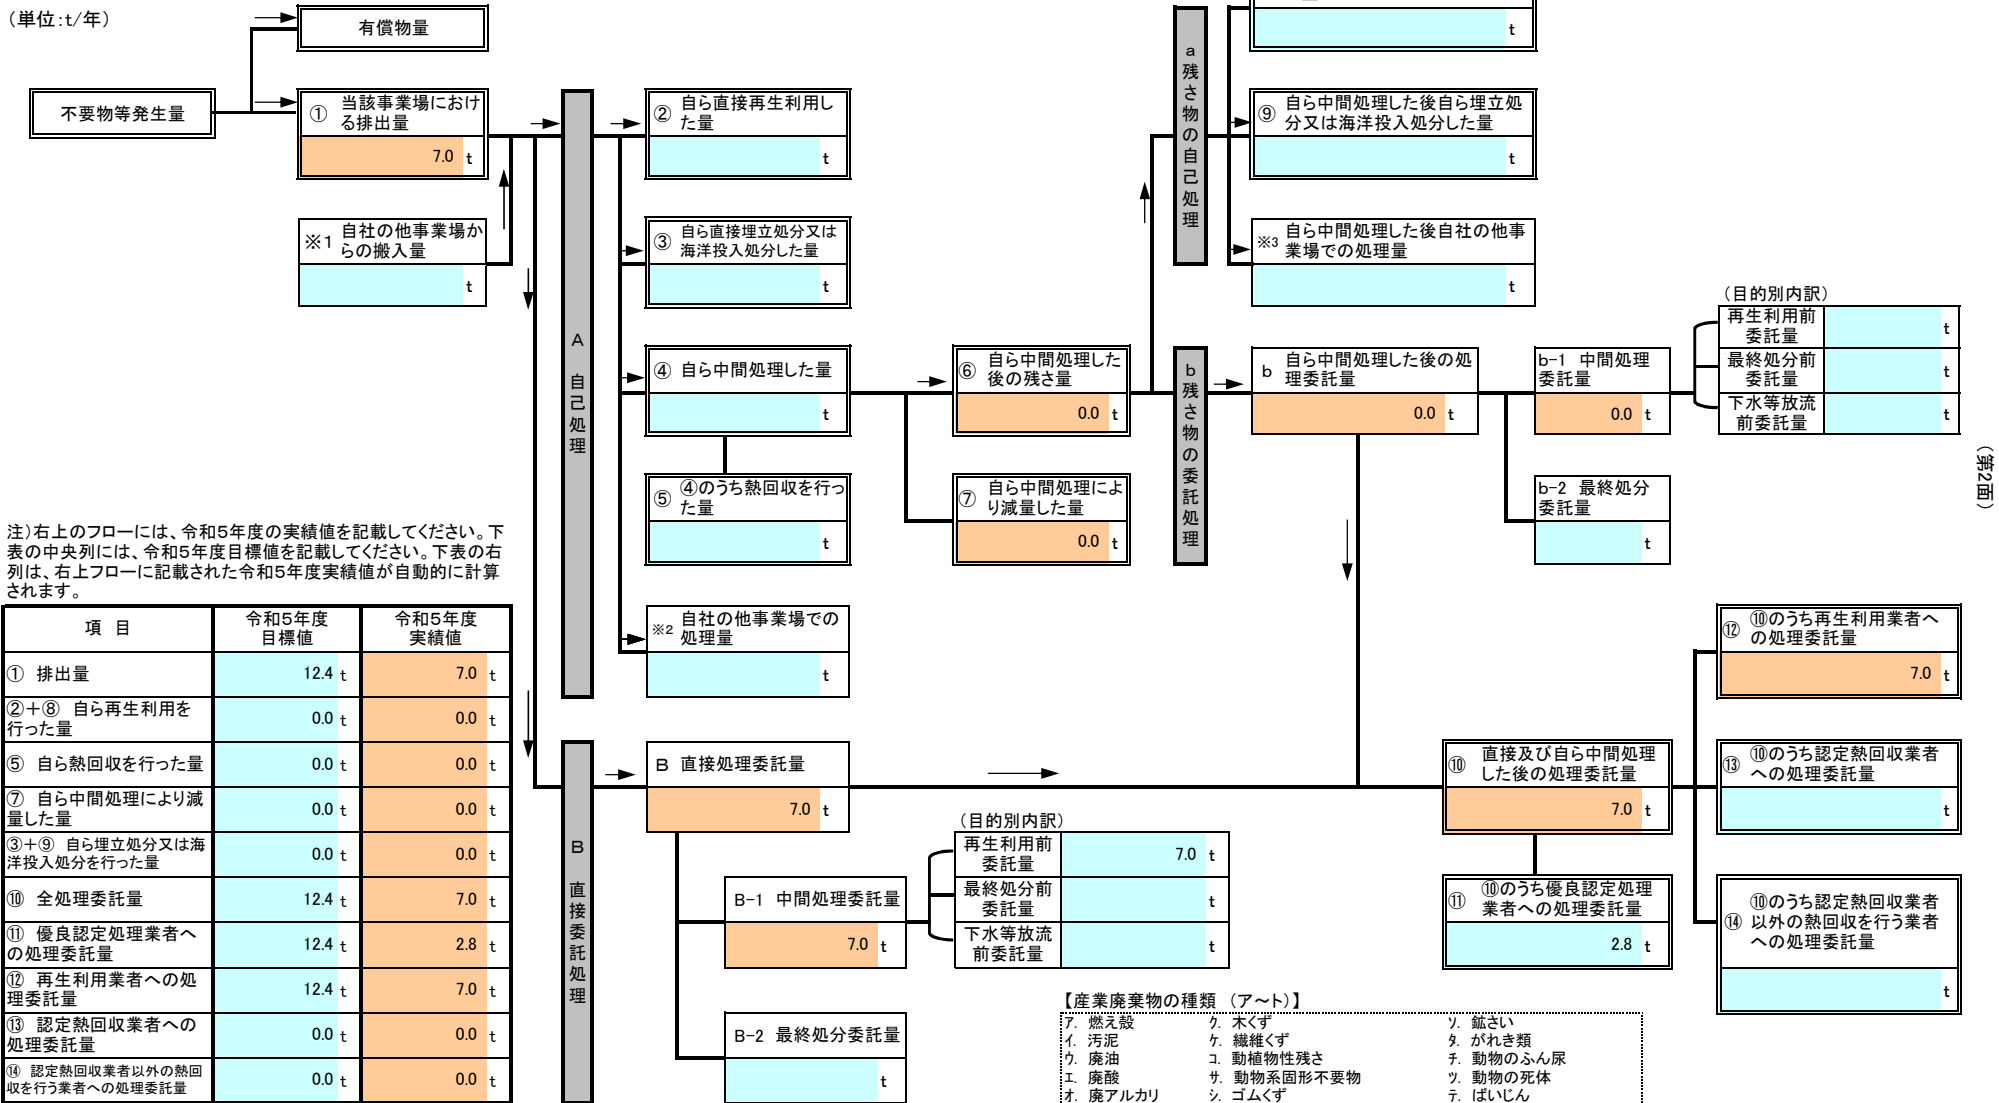 （単位:t/年）
有償物量
不要物等発生量
① 当該事業場におけ
る排出量
7.0 t
※1 自社の他事業場か
らの搬入量
t
A 自己処理
② 自ら直接再生利用し
た量
t
③ 自ら直接埋立処分又は
海洋投入処分した量
t
④ 自ら中間処理した量
t
⑤ ④のうち熱回収を行っ
た量
t
※2 自社の他事業場での
処理量
t
⑥ 自ら中間処理した
後の残さ量
0.0 t
⑦ 自ら中間処理によ
り減量した量
0.0 t
a 残さ物の自己処理
t
⑨ 自ら中間処理した後自ら埋立処
分又は海洋投入処分した量
t
※3 自ら中間処理した後自社の他事
業場での処理量
t
b 残さ物の委託処理
b 自ら中間処理した後の処
理委託量
0.0 t
b-1 中間処理
委託量
0.0 t
b-2 最終処分
委託量
t
（目的別内訳）
再生利用前
委託量 t
最終処分前
委託量 t
下水等放流
前委託量 t
（第2面）
注）右上のフローには、令和5年度の実績値を記載してください。下
表の中央列には、令和5年度目標値を記載してください。下表の右
列は、右上フローに記載された令和5年度実績値が自動的に計算
されます。
項 目 令和5年度
目標値 令和5年度
実績値
① 排出量 12.4 t 7.0 t
②＋⑧ 自ら再生利用を
行った量 0.0 t 0.0 t
⑤ 自ら熱回収を行った量 0.0 t 0.0 t
⑦ 自ら中間処理により減
量した量 0.0 t 0.0 t
③＋⑨ 自ら埋立処分又は海
洋投入処分を行った量 0.0 t 0.0 t
⑩ 全処理委託量 12.4 t 7.0 t
⑪ 優良認定処理業者へ
の処理委託量 12.4 t 2.8 t
⑫ 再生利用業者への処
理委託量 12.4 t 7.0 t
⑬ 認定熱回収業者への
処理委託量 0.0 t 0.0 t
⑭ 認定熱回収業者以外の熱回
収を行う業者への処理委託量 0.0 t 0.0 t
B 直接委託処理
B 直接処理委託量
7.0 t
B-1 中間処理委託量
7.0 t
B-2 最終処分委託量
t
（目的別内訳）
再生利用前
委託量 7.0 t
最終処分前
委託量 t
下水等放流
前委託量 t
⑩ 直接及び自ら中間処理
した後の処理委託量
7.0 t
⑪ ⑩のうち優良認定処理
業者への処理委託量
2.8 t
⑫ ⑩のうち再生利用業者へ
の処理委託量
7.0 t
⑬ ⑩のうち認定熱回収業者
への処理委託量
t
⑭ ⑩のうち認定熱回収業者
以外の熱回収を行う業者
への処理委託量
t
【産業廃棄物の種類 （ア～ト）】
ア. 燃え殻 ク. 木くず ソ. 鉱さい
イ. 汚泥 ケ. 繊維くず タ. がれき類
ウ. 廃油 コ. 動植物性残さ チ. 動物のふん尿
エ. 廃酸 サ. 動物系固形不要物 ツ. 動物の死体
オ. 廃アルカリ シ. ゴムくず テ. ばいじん